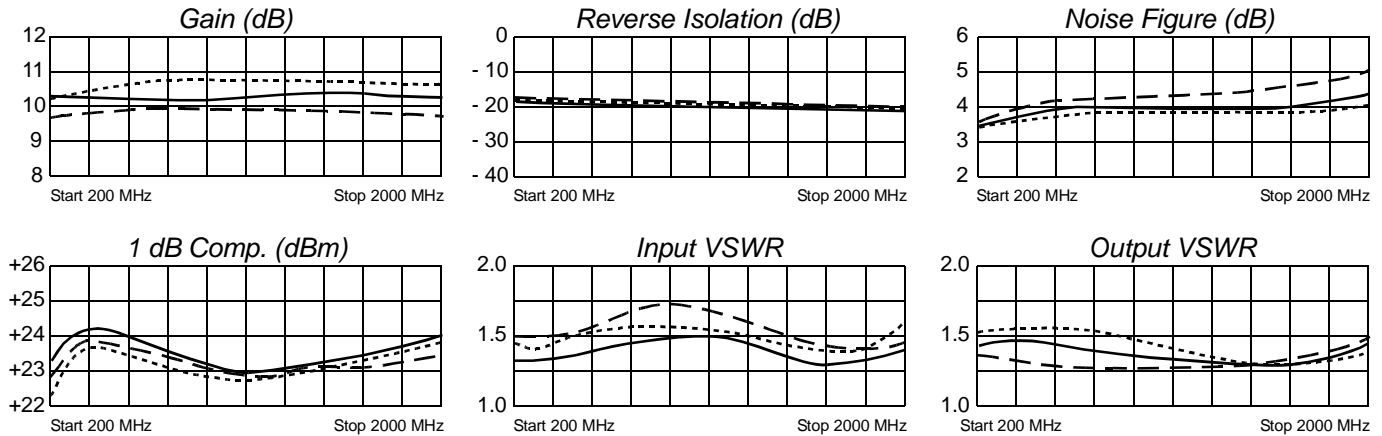 Gain (dB)
12
11
10
9
8
Start 200 MHz
Stop 2000 MHz
Reverse Isolation (dB)
0
- 10
- 20
- 30
- 40
Start 200 MHz
Stop 2000 MHz
Noise Figure (dB)
6
5
4
3
2
Start 200 MHz
Stop 2000 MHz
1 dB Comp. (dBm)
+26
+25
+24
+23
+22
Start 200 MHz
Stop 2000 MHz
Input VSWR
2.0
1.5
1.0
Start 200 MHz
Stop 2000 MHz
Output VSWR
2.0
1.5
1.0
Start 200 MHz
Stop 2000 MHz